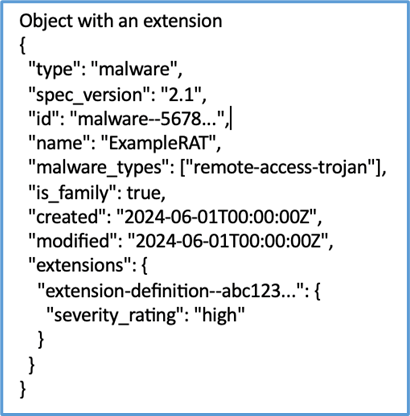 Object with an extension
{
  "type": "malware",
  "spec_version": "2.1",
  "id": "malware--5678...",
  "name": "ExampleRAT",
  "malware_types": ["remote-access-trojan"],
  "is_family": true,
  "created": "2024-06-01T00:00:00Z",
  "modified": "2024-06-01T00:00:00Z",
  "extensions": {
    "extension-definition--abc123...": {
      "severity_rating": "high"
    }
  }
}